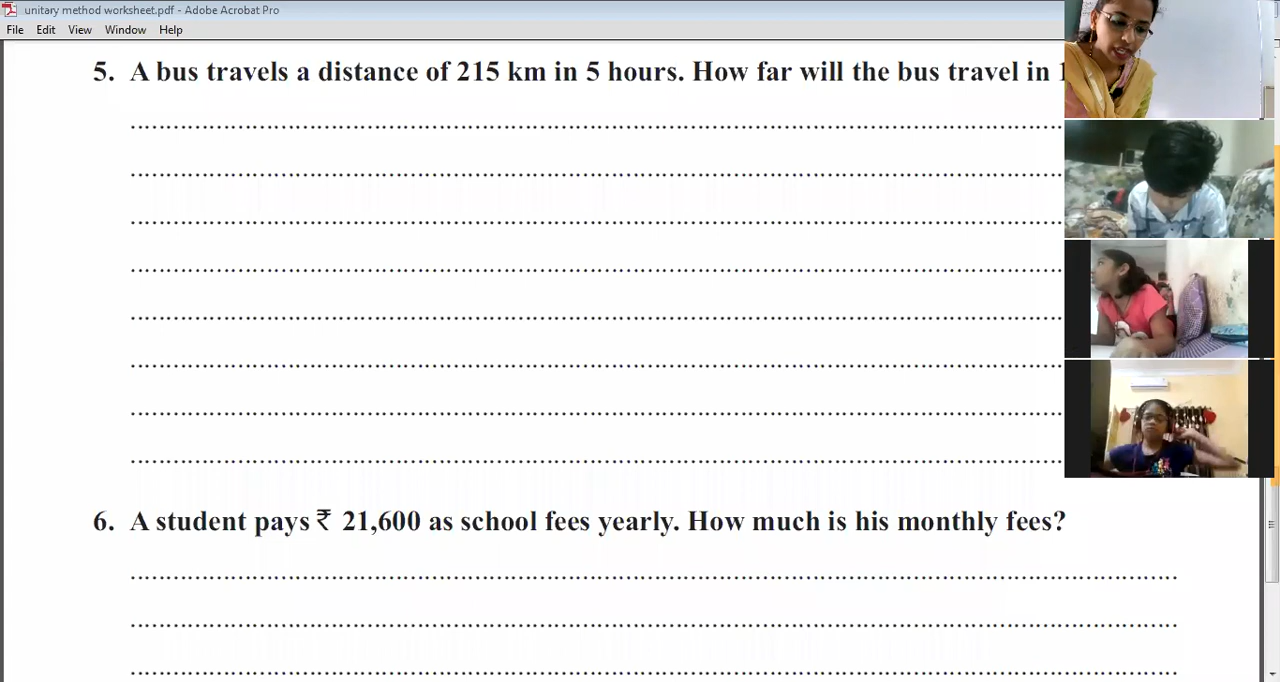 unitary method worksheet.pdf - Adobe Acrobat Pro
File Edit View Window Help
5. A bus travels a distance of 215 km in 5 hours. How far will the bus travel in
6. A student pays ₹ 21,600 as school fees yearly. How much is his monthly fees?